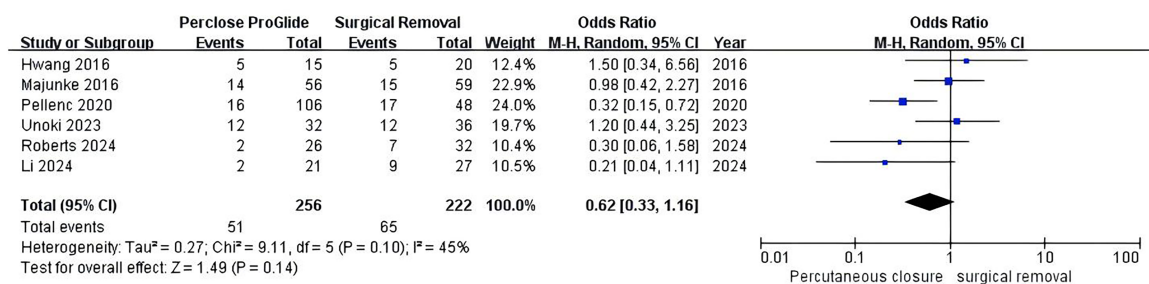 Perclose ProGlide Surgical Removal Odds Ratio Odds Ratio
Study or Subgroup Events Total Events Total Weight M-H, Random, 95% CI Year M-H, Random, 95% CI
Hwang 2016 5 15 5 20 12.4% 1.50 [0.34, 6.56] 2016
Majunke 2016 14 56 15 59 22.9% 0.98 [0.42, 2.27] 2016
Pellenc 2020 16 106 17 48 24.0% 0.32 [0.15, 0.72] 2020
Unoki 2023 12 32 12 36 19.7% 1.20 [0.44, 3.25] 2023
Roberts 2024 2 26 7 32 10.4% 0.30 [0.06, 1.58] 2024
Li 2024 2 21 9 27 10.5% 0.21 [0.04, 1.11] 2024
Total (95% CI) 256 222 100.0% 0.62 [0.33, 1.16]
Total events 51 65
Heterogeneity: Tau² = 0.27; Chi² = 9.11, df = 5 (P = 0.10); I² = 45%
Test for overall effect: Z = 1.49 (P = 0.14)
0.01 0.1 1 10 100
Percutaneous closure surgical removal